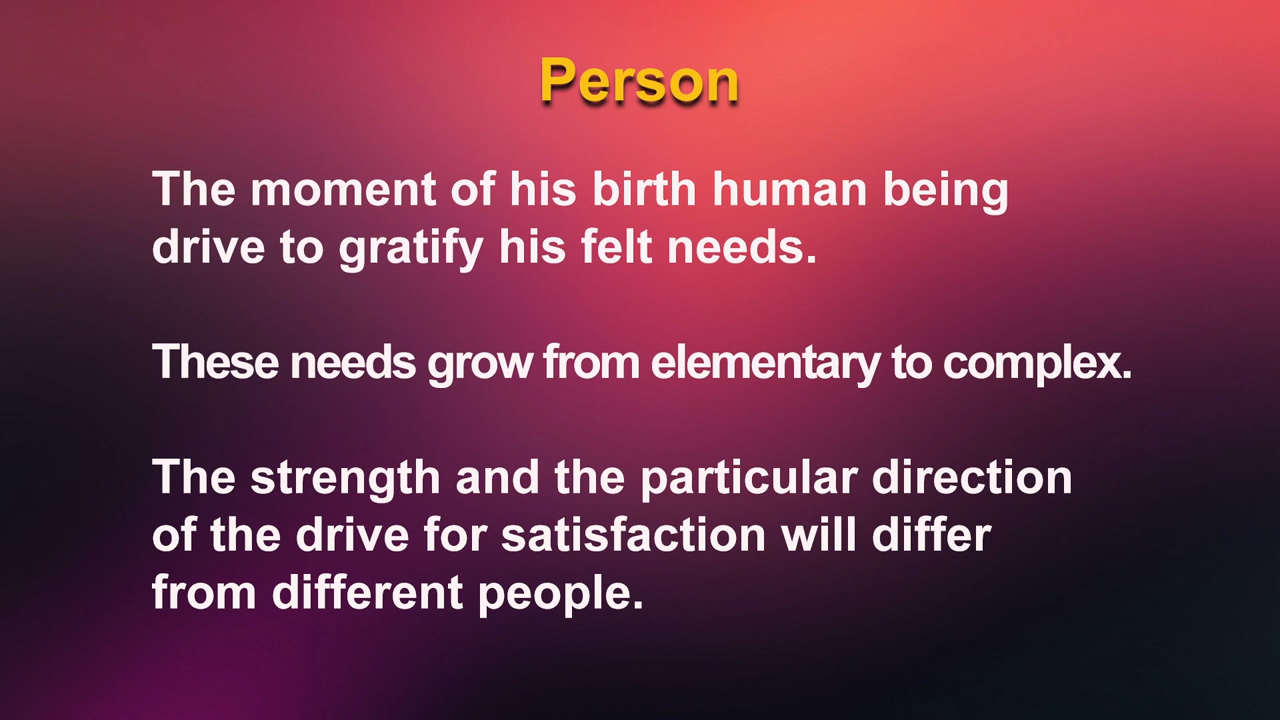 Person
The moment of his birth human being
drive to gratify his felt needs.
These needs grow from elementary to complex.
The strength and the particular direction
of the drive for satisfaction will differ
from different people.